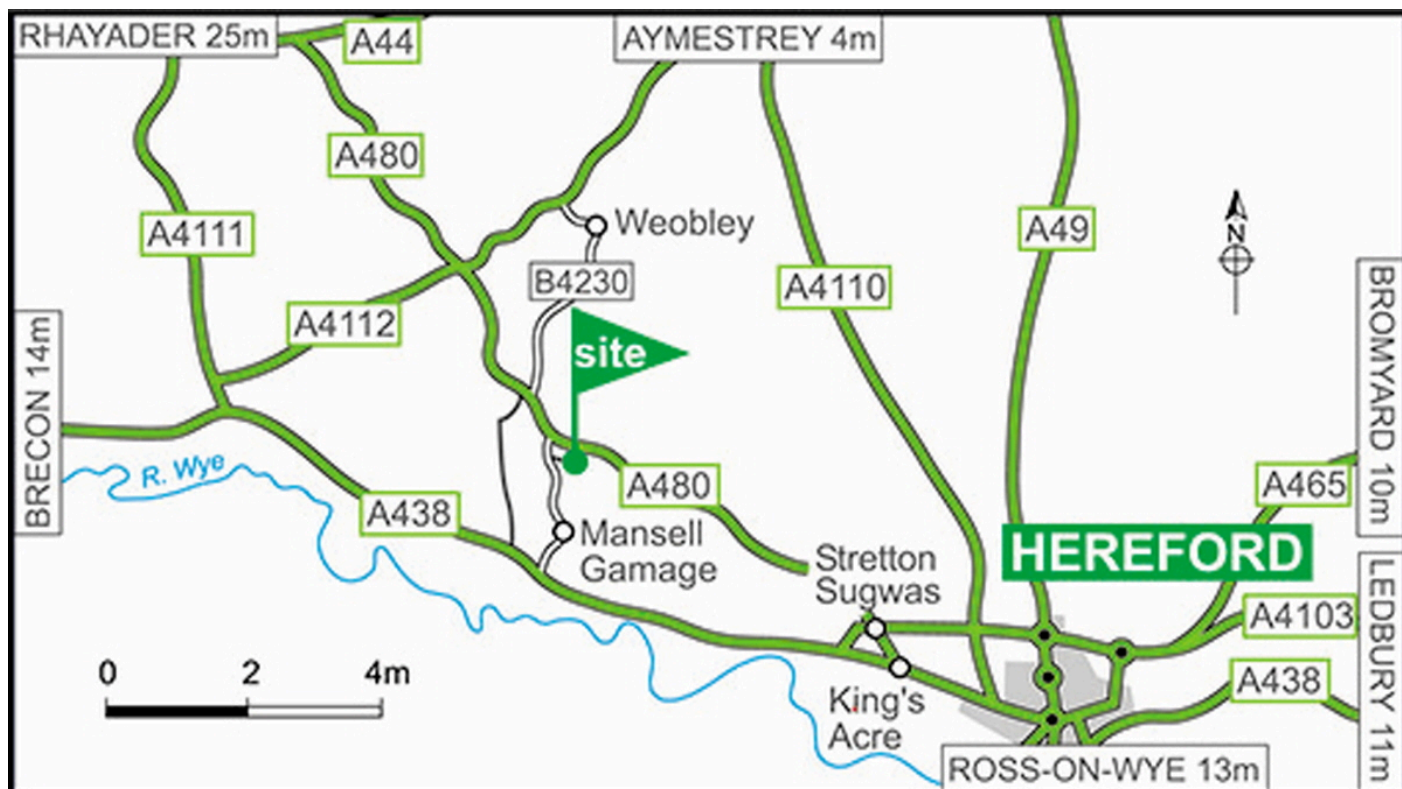 RHAYADER 25m
A44
AYMESTREY 4m
A480
A4111
Weobley
A49
N
B4230
A4110
A4112
site
BRECON 14m
BROMYARD 10m
R. Wye
A480
A465
A438
Mansell
Gamage
HEREFORD
Stretton
Sugwas
A4103
LEDBURY 11m
0 2 4m
A438
King's
Acre
ROSS-ON-WYE 13m